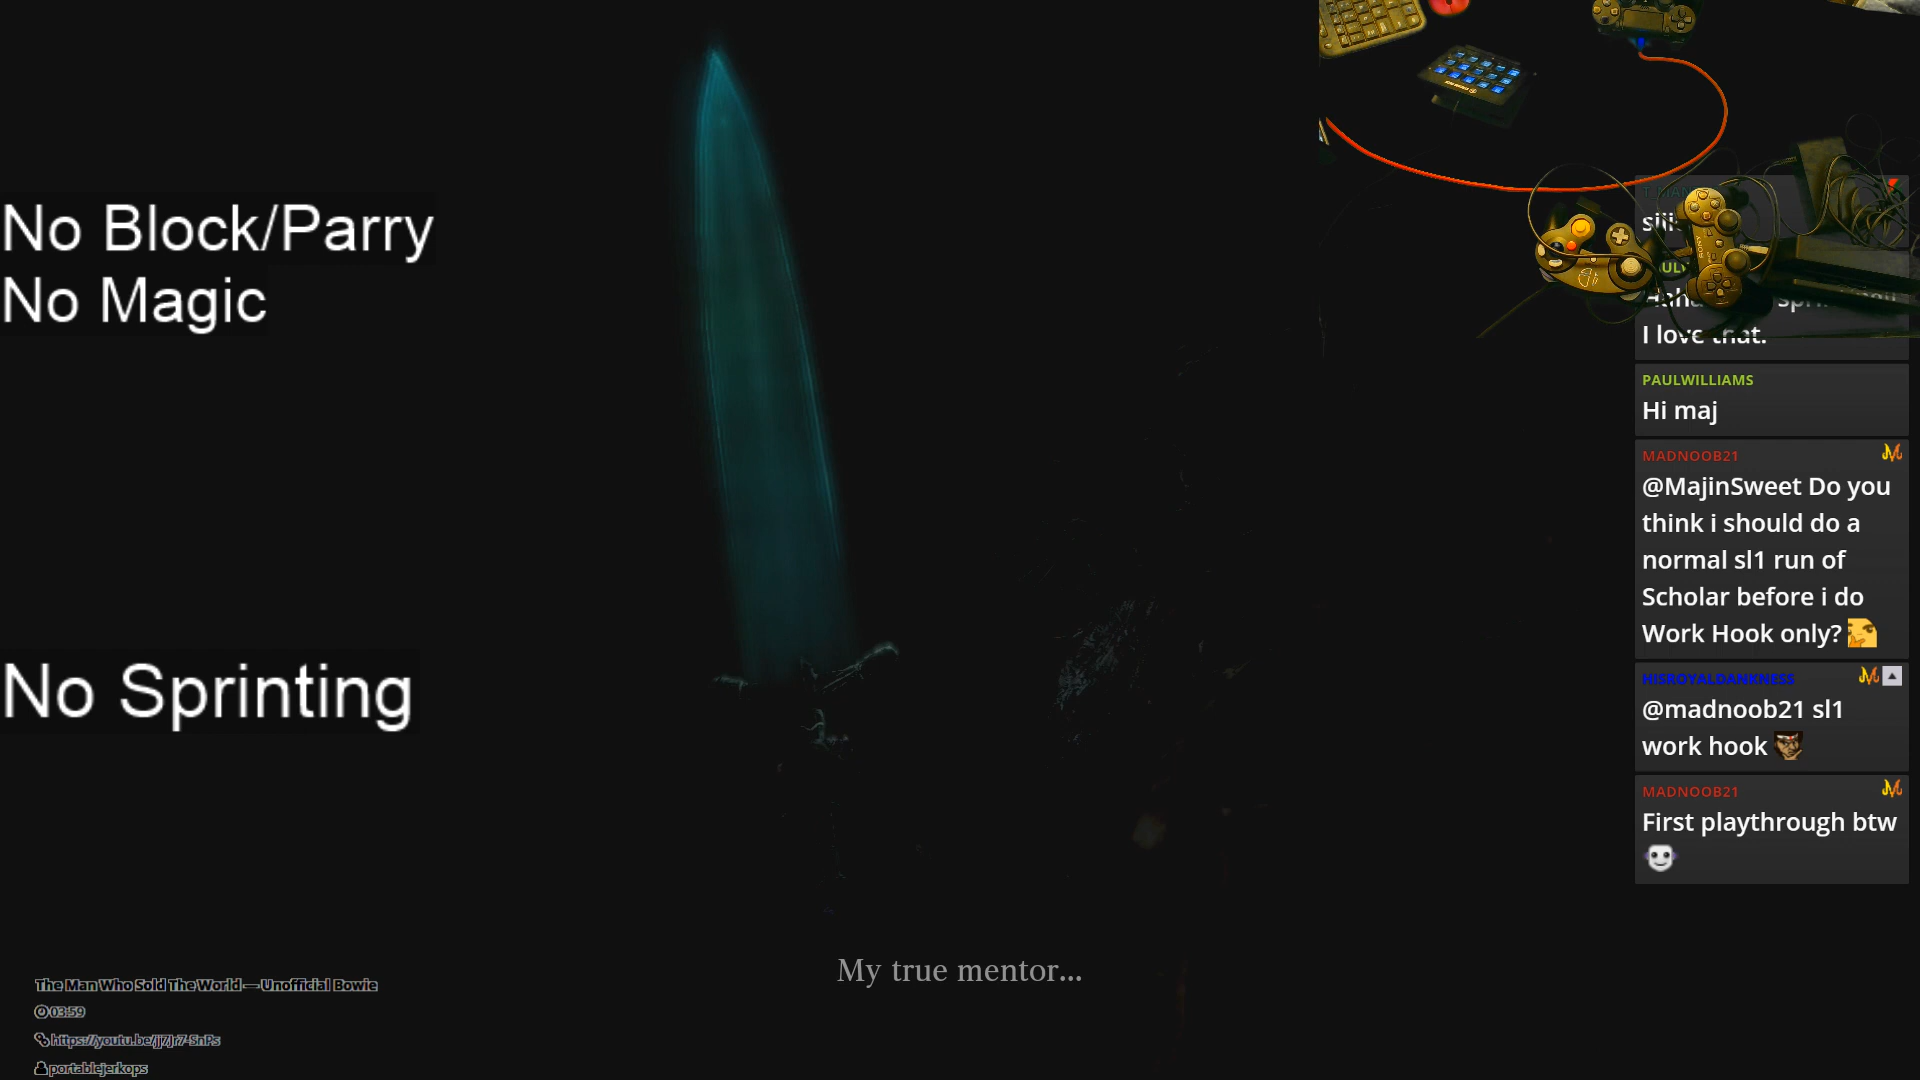 No Block/Parry
No Magic
No Sprinting
I love that.
PAULWILLIAMS
Hi maj
MADNOOB21
@MajinSweet Do you
think i should do a
normal sl1 run of
Scholar before i do
Work Hook only?
HISROYALDANKNESS
@madnoob21 sl1
work hook
MADNOOB21
First playthrough btw
My true mentor...
The Man Who Sold The World — Unofficial Bowie
03:59
portablejerkops